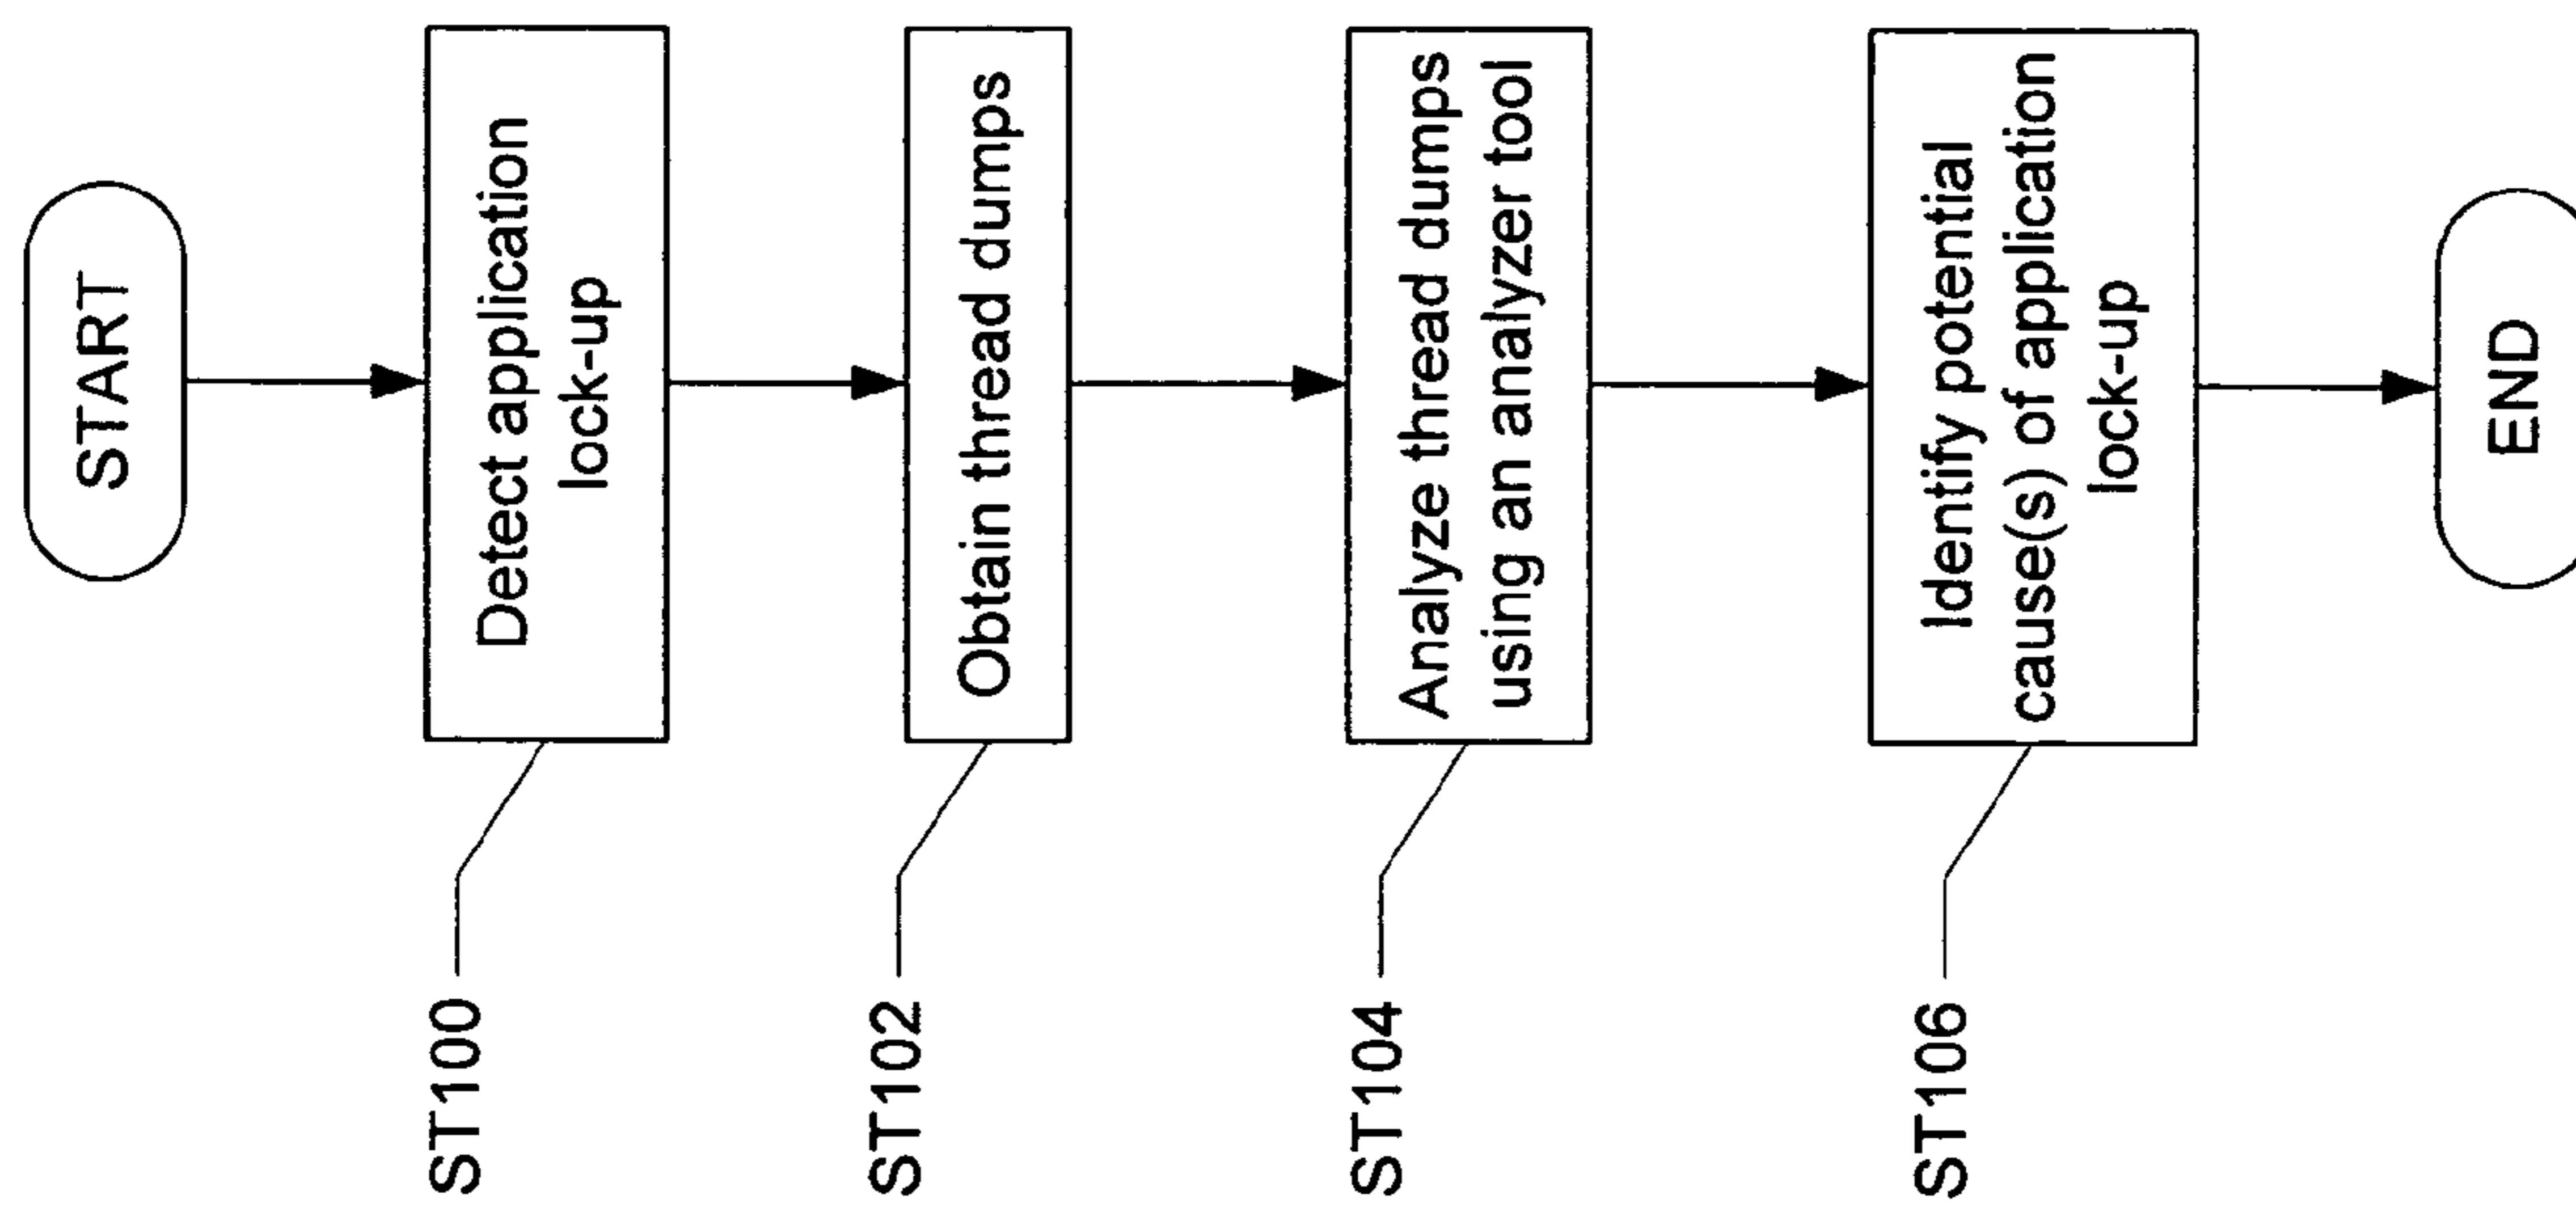 START
ST100
Detect application
lock-up
ST102
Obtain thread dumps
ST104
Analyze thread dumps
using an analyzer tool
ST106
Identify potential
cause(s) of application
lock-up
END